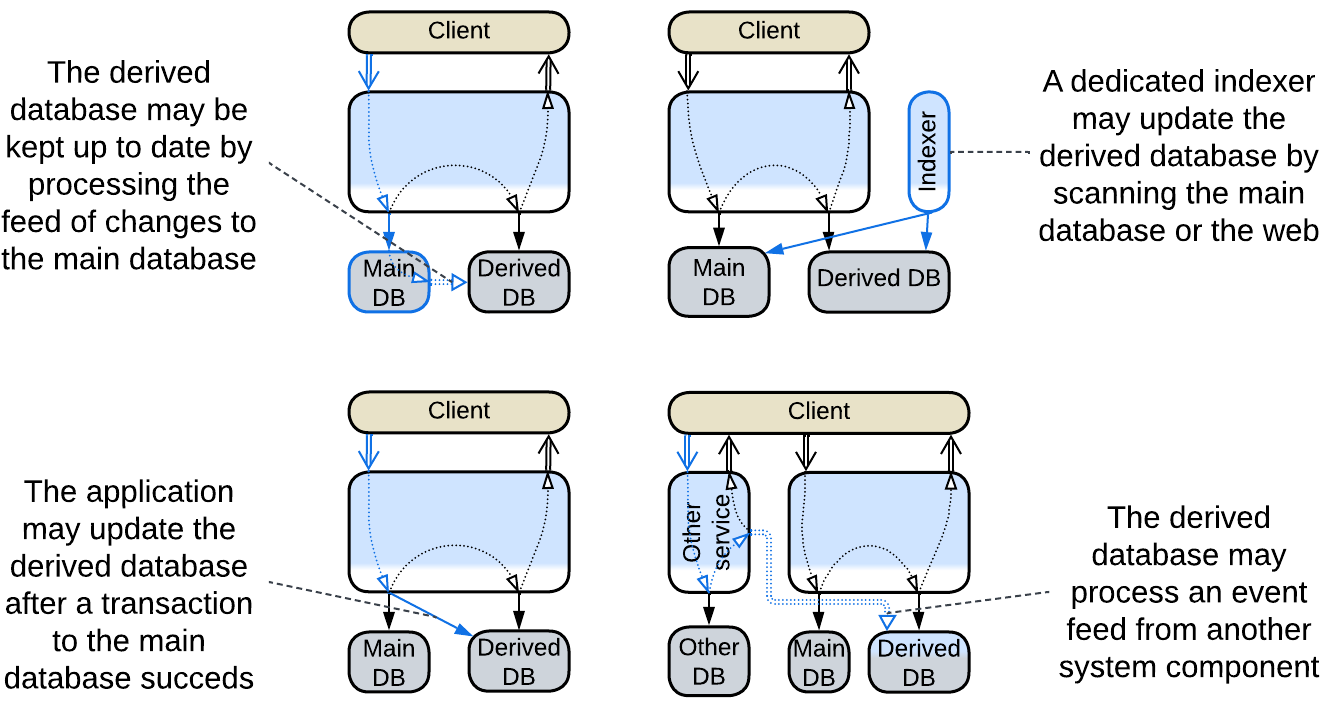 Client
The derived
database may be
kept up to date by
processing the
feed of changes to
the main database
Main
DB
Derived
DB
Client
Indexer
Main
DB
Derived DB
A dedicated indexer
may update the
derived database by
scanning the main
database or the web
Client
The application
may update the
derived database
after a transaction
to the main
database succeds
Main
DB
Derived
DB
Client
Other
service
Other
DB
Main
DB
Derived
DB
The derived
database may
process an event
feed from another
system component